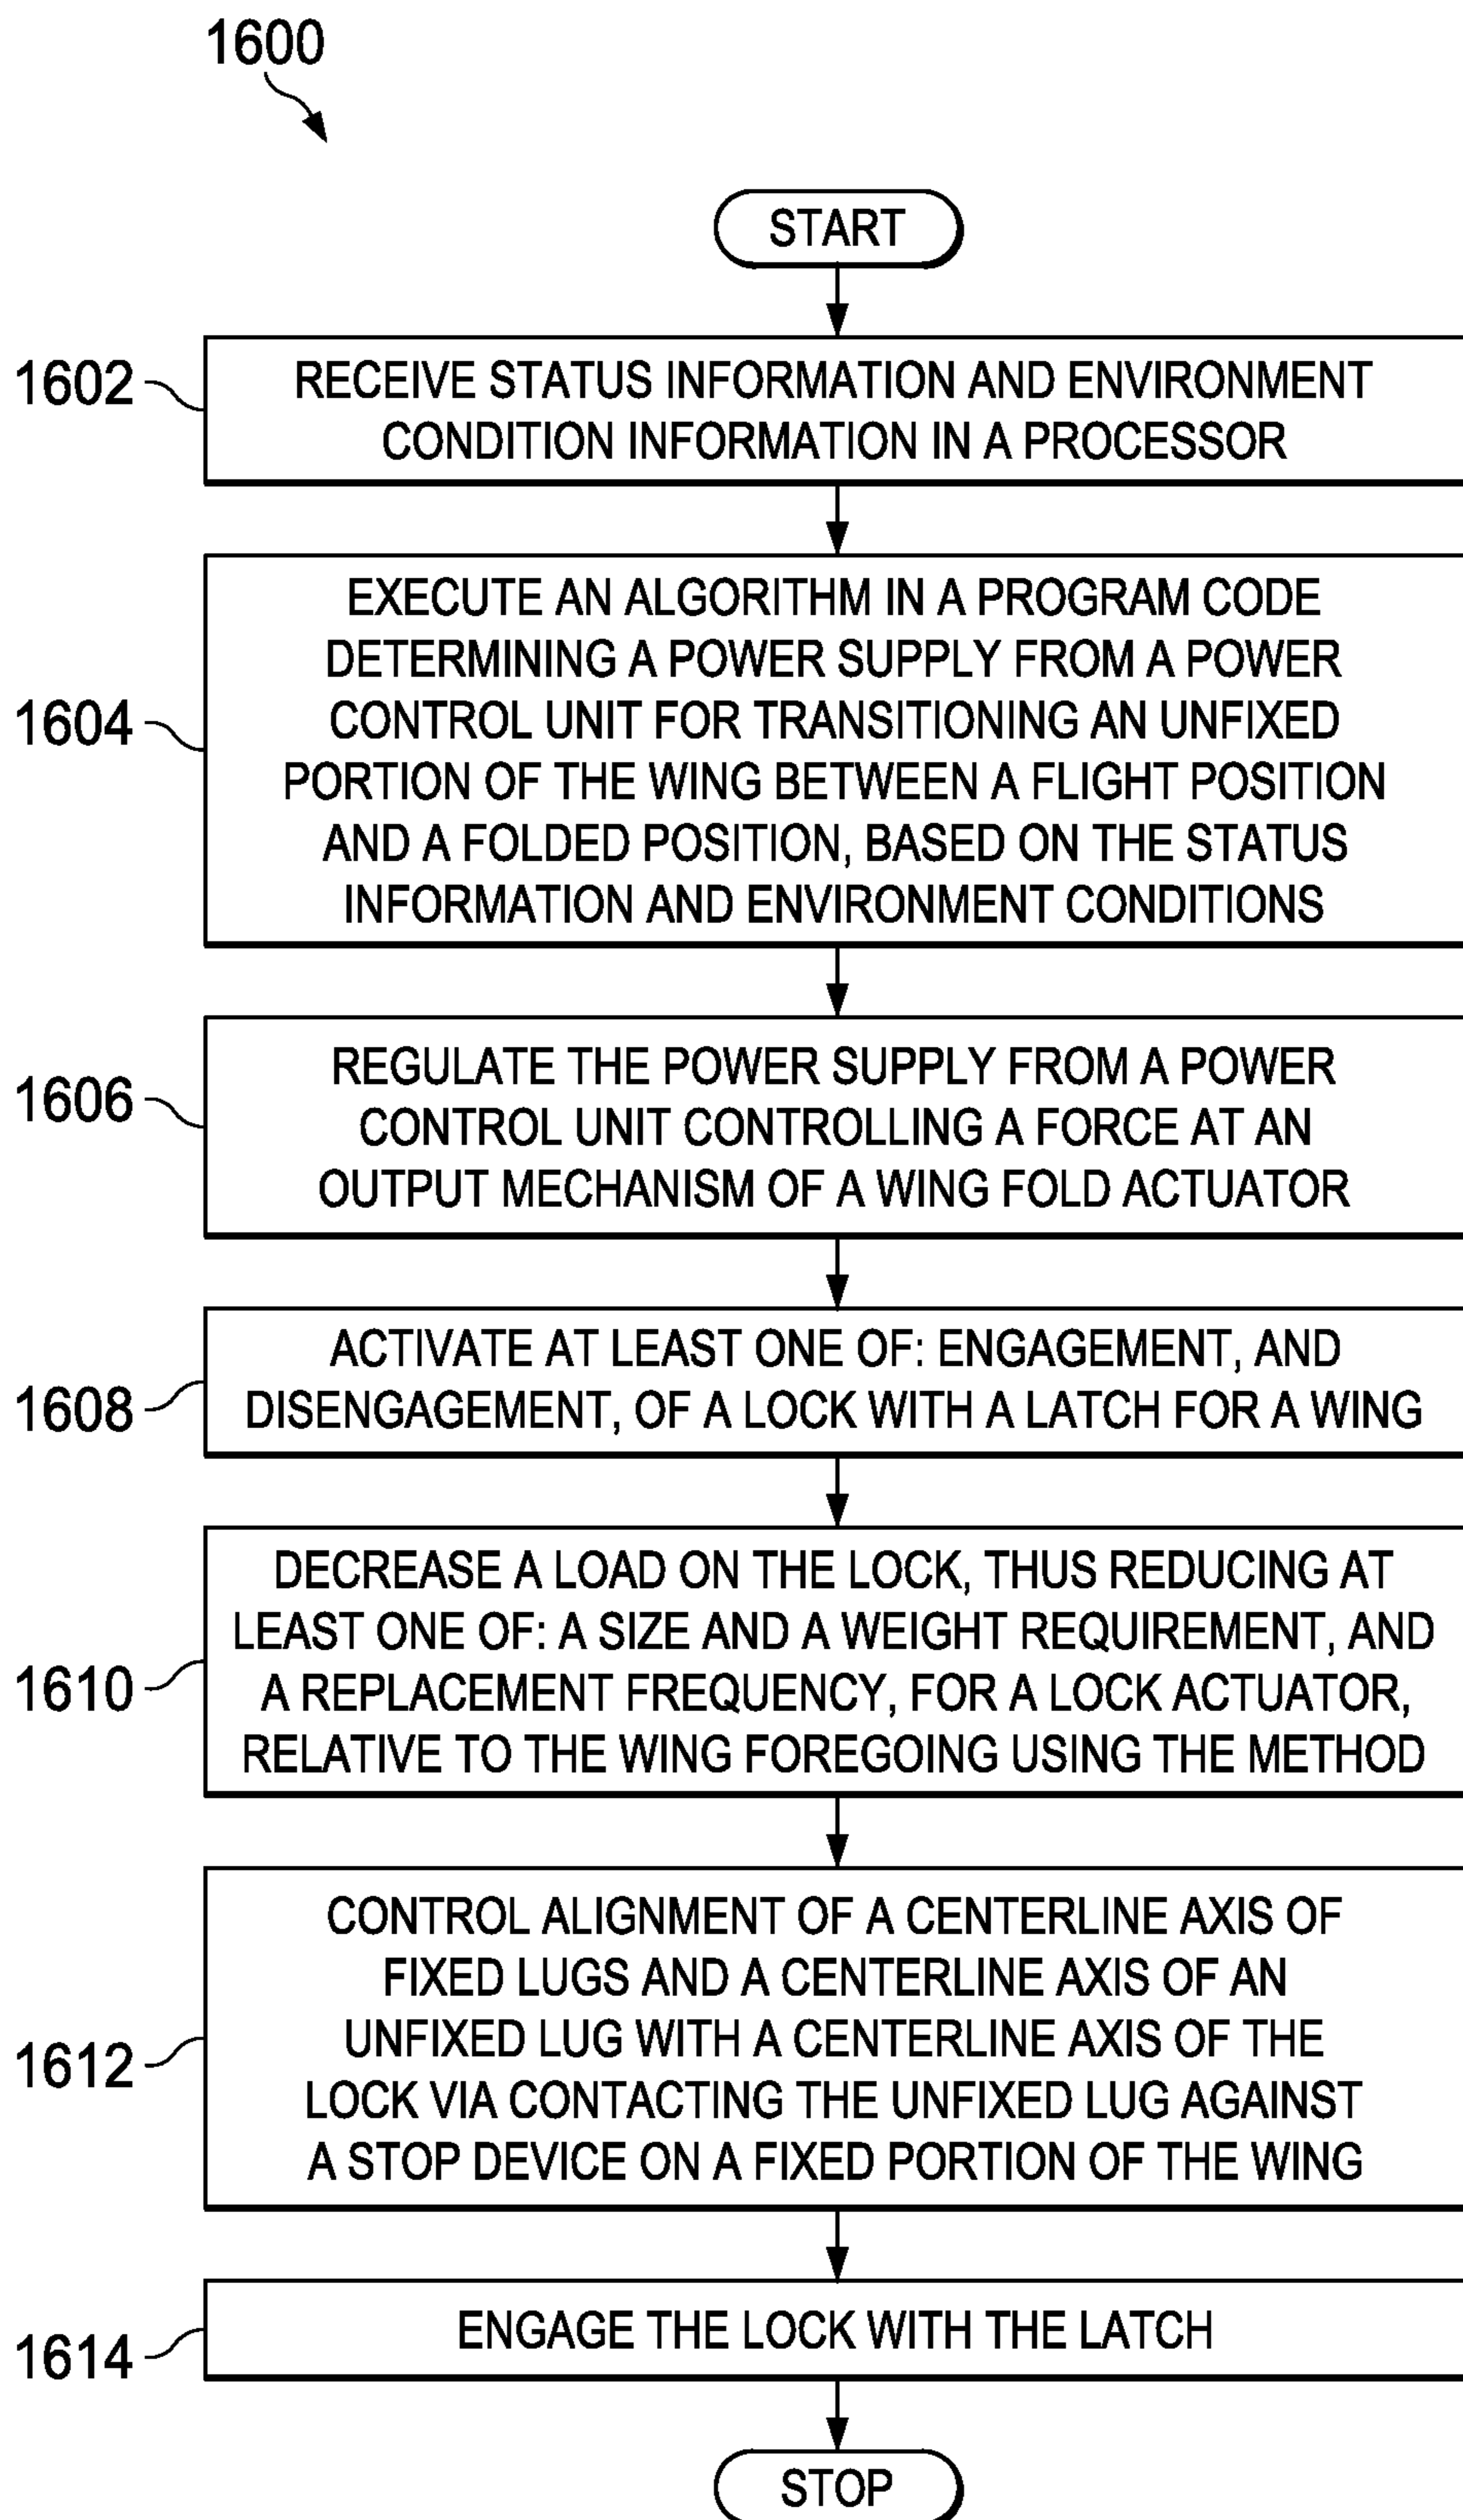 1600
START
1602
RECEIVE STATUS INFORMATION AND ENVIRONMENT
CONDITION INFORMATION IN A PROCESSOR
1604
EXECUTE AN ALGORITHM IN A PROGRAM CODE
DETERMINING A POWER SUPPLY FROM A POWER
CONTROL UNIT FOR TRANSITIONING AN UNFIXED
PORTION OF THE WING BETWEEN A FLIGHT POSITION
AND A FOLDED POSITION, BASED ON THE STATUS
INFORMATION AND ENVIRONMENT CONDITIONS
1606
REGULATE THE POWER SUPPLY FROM A POWER
CONTROL UNIT CONTROLLING A FORCE AT AN
OUTPUT MECHANISM OF A WING FOLD ACTUATOR
1608
ACTIVATE AT LEAST ONE OF: ENGAGEMENT, AND
DISENGAGEMENT, OF A LOCK WITH A LATCH FOR A WING
1610
DECREASE A LOAD ON THE LOCK, THUS REDUCING AT
LEAST ONE OF: A SIZE AND A WEIGHT REQUIREMENT, AND
A REPLACEMENT FREQUENCY, FOR A LOCK ACTUATOR,
RELATIVE TO THE WING FOREGOING USING THE METHOD
1612
CONTROL ALIGNMENT OF A CENTERLINE AXIS OF
FIXED LUGS AND A CENTERLINE AXIS OF AN
UNFIXED LUG WITH A CENTERLINE AXIS OF THE
LOCK VIA CONTACTING THE UNFIXED LUG AGAINST
A STOP DEVICE ON A FIXED PORTION OF THE WING
1614
ENGAGE THE LOCK WITH THE LATCH
STOP